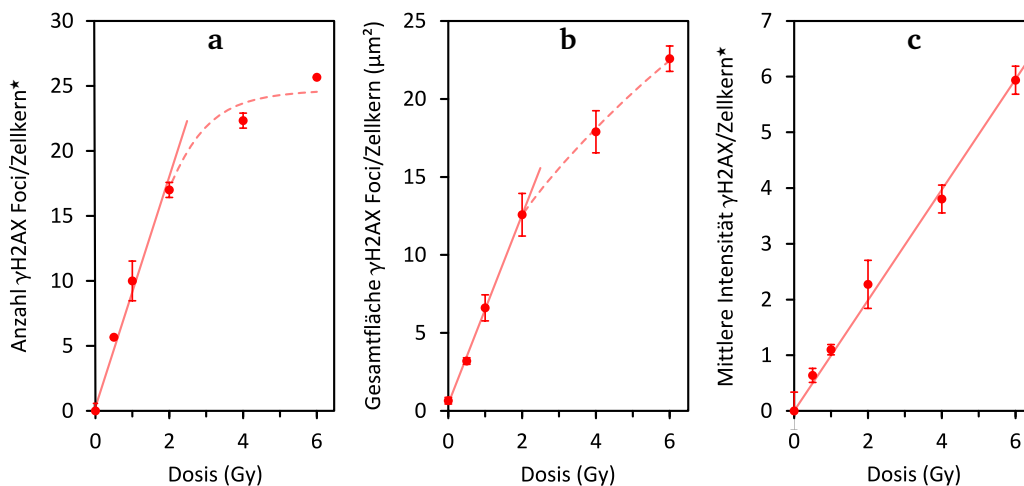 a
Anzahl γH2AX Foci/Zellkern★
30
25
20
15
10
5
0
0 2 4 6
Dosis (Gy)
b
Gesamtfläche γH2AX Foci/Zellkern (µm²)
25
20
15
10
5
0
0 2 4 6
Dosis (Gy)
c
Mittlere Intensität γH2AX/Zellkern★
7
6
5
4
3
2
1
0
0 2 4 6
Dosis (Gy)